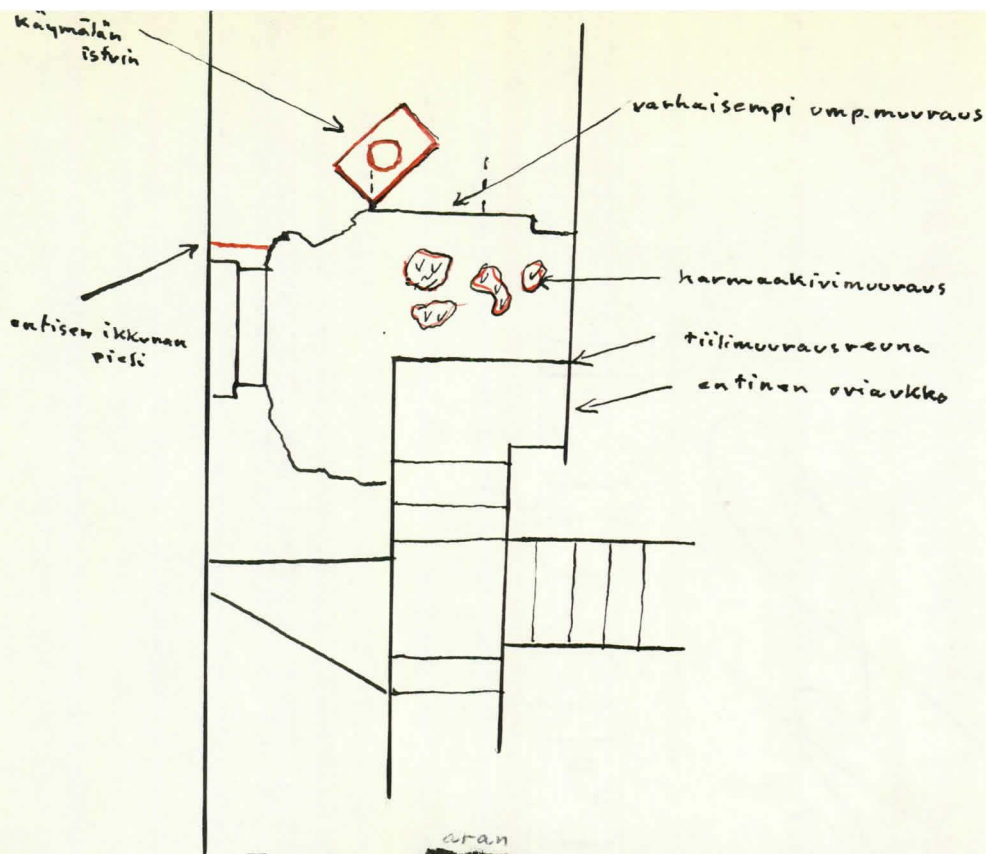 Käymälän
istuin
varhaisempi ump.muuraus
harmaakivimuuraus
entisen ikkunan
pieli
tiilimuurausreuna
entinen oviaukko
aran